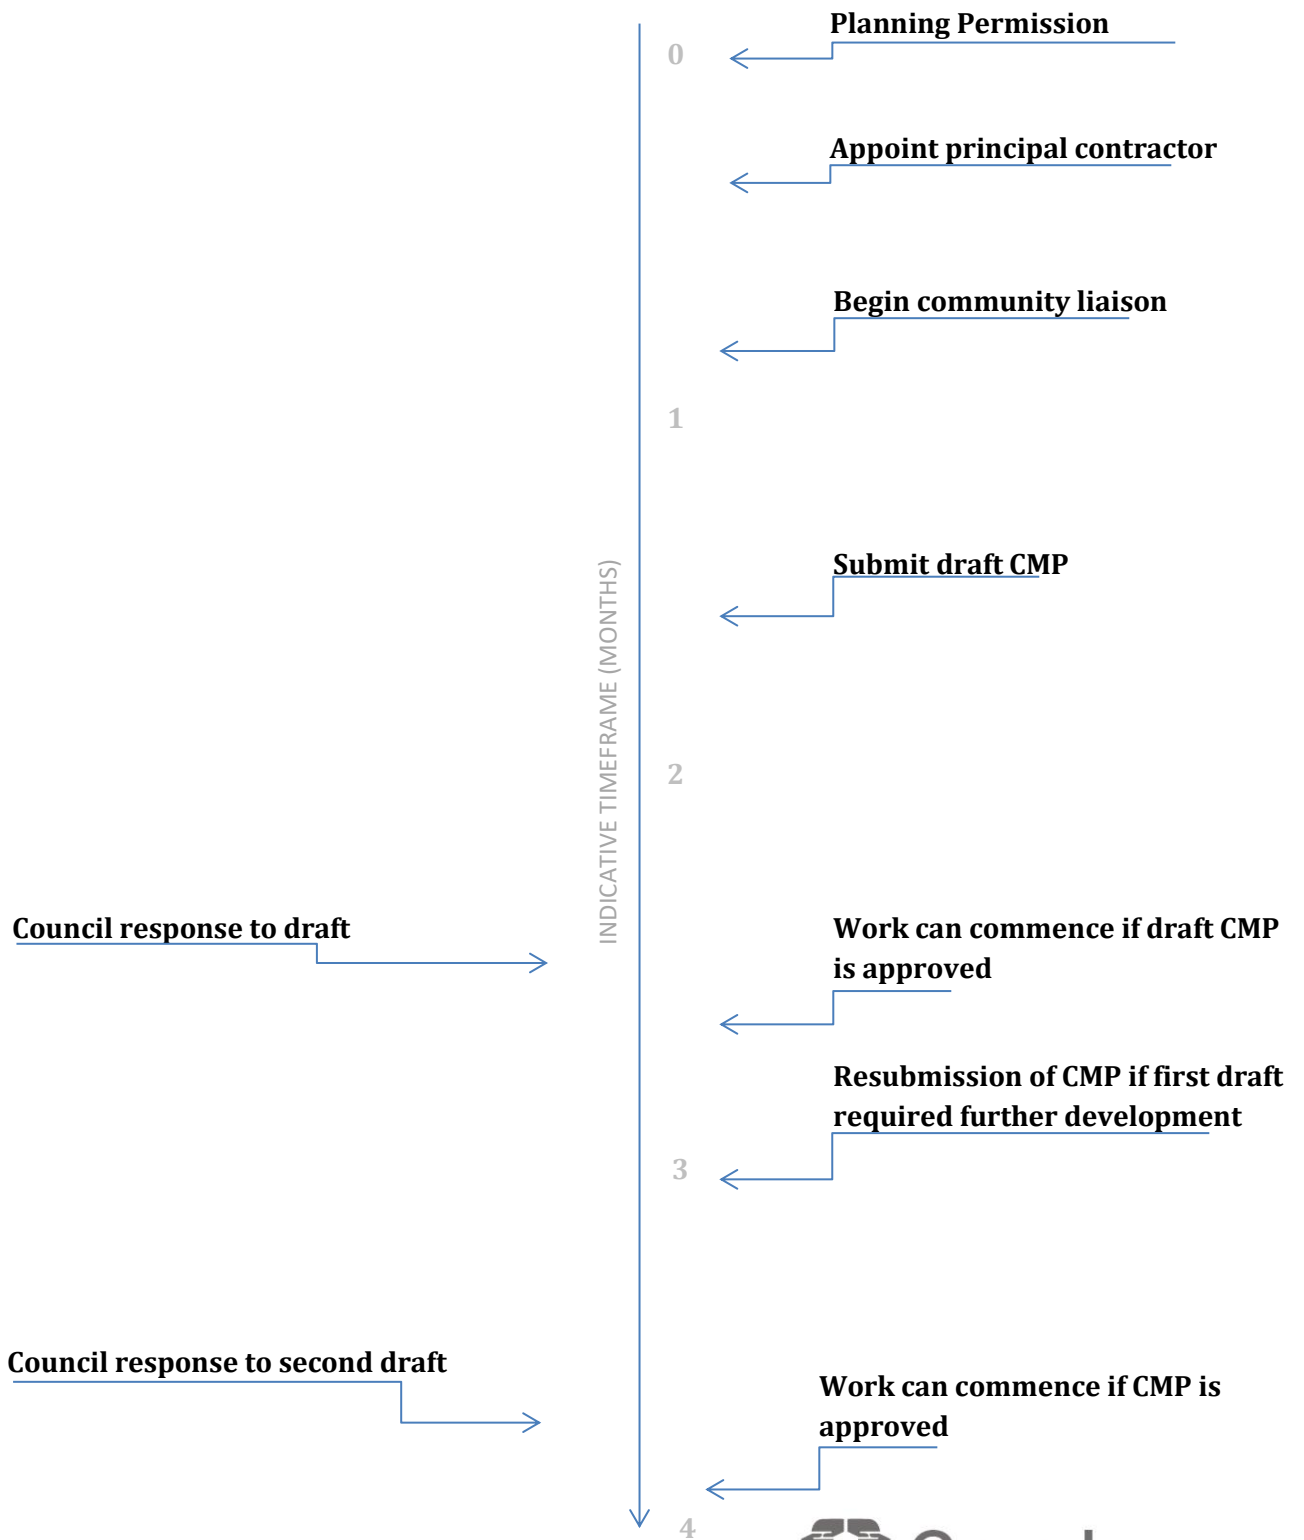 Planning Permission
0
Appoint principal contractor
Begin community liaison
1
Submit draft CMP
INDICATIVE TIMEFRAME (MONTHS)
2
Council response to draft
Work can commence if draft CMP
is approved
Resubmission of CMP if first draft
required further development
3
Council response to second draft
Work can commence if CMP is
approved
4